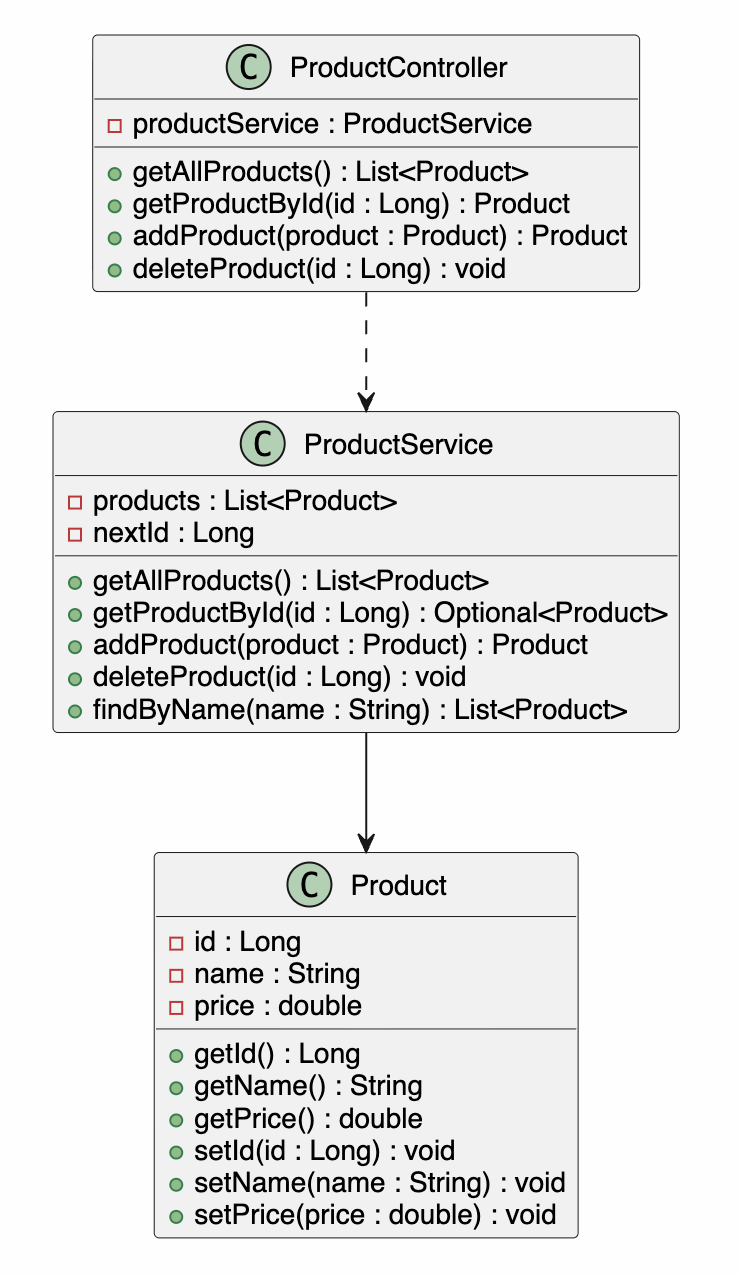 C ProductController
productService : ProductService
getAllProducts() : List<Product>
getProductById(id : Long) : Product
addProduct(product : Product) : Product
deleteProduct(id : Long) : void
C ProductService
products : List<Product>
nextId : Long
getAllProducts() : List<Product>
getProductById(id : Long) : Optional<Product>
addProduct(product : Product) : Product
deleteProduct(id : Long) : void
findByName(name : String) : List<Product>
C Product
id : Long
name : String
price : double
getId() : Long
getName() : String
getPrice() : double
setId(id : Long) : void
setName(name : String) : void
setPrice(price : double) : void